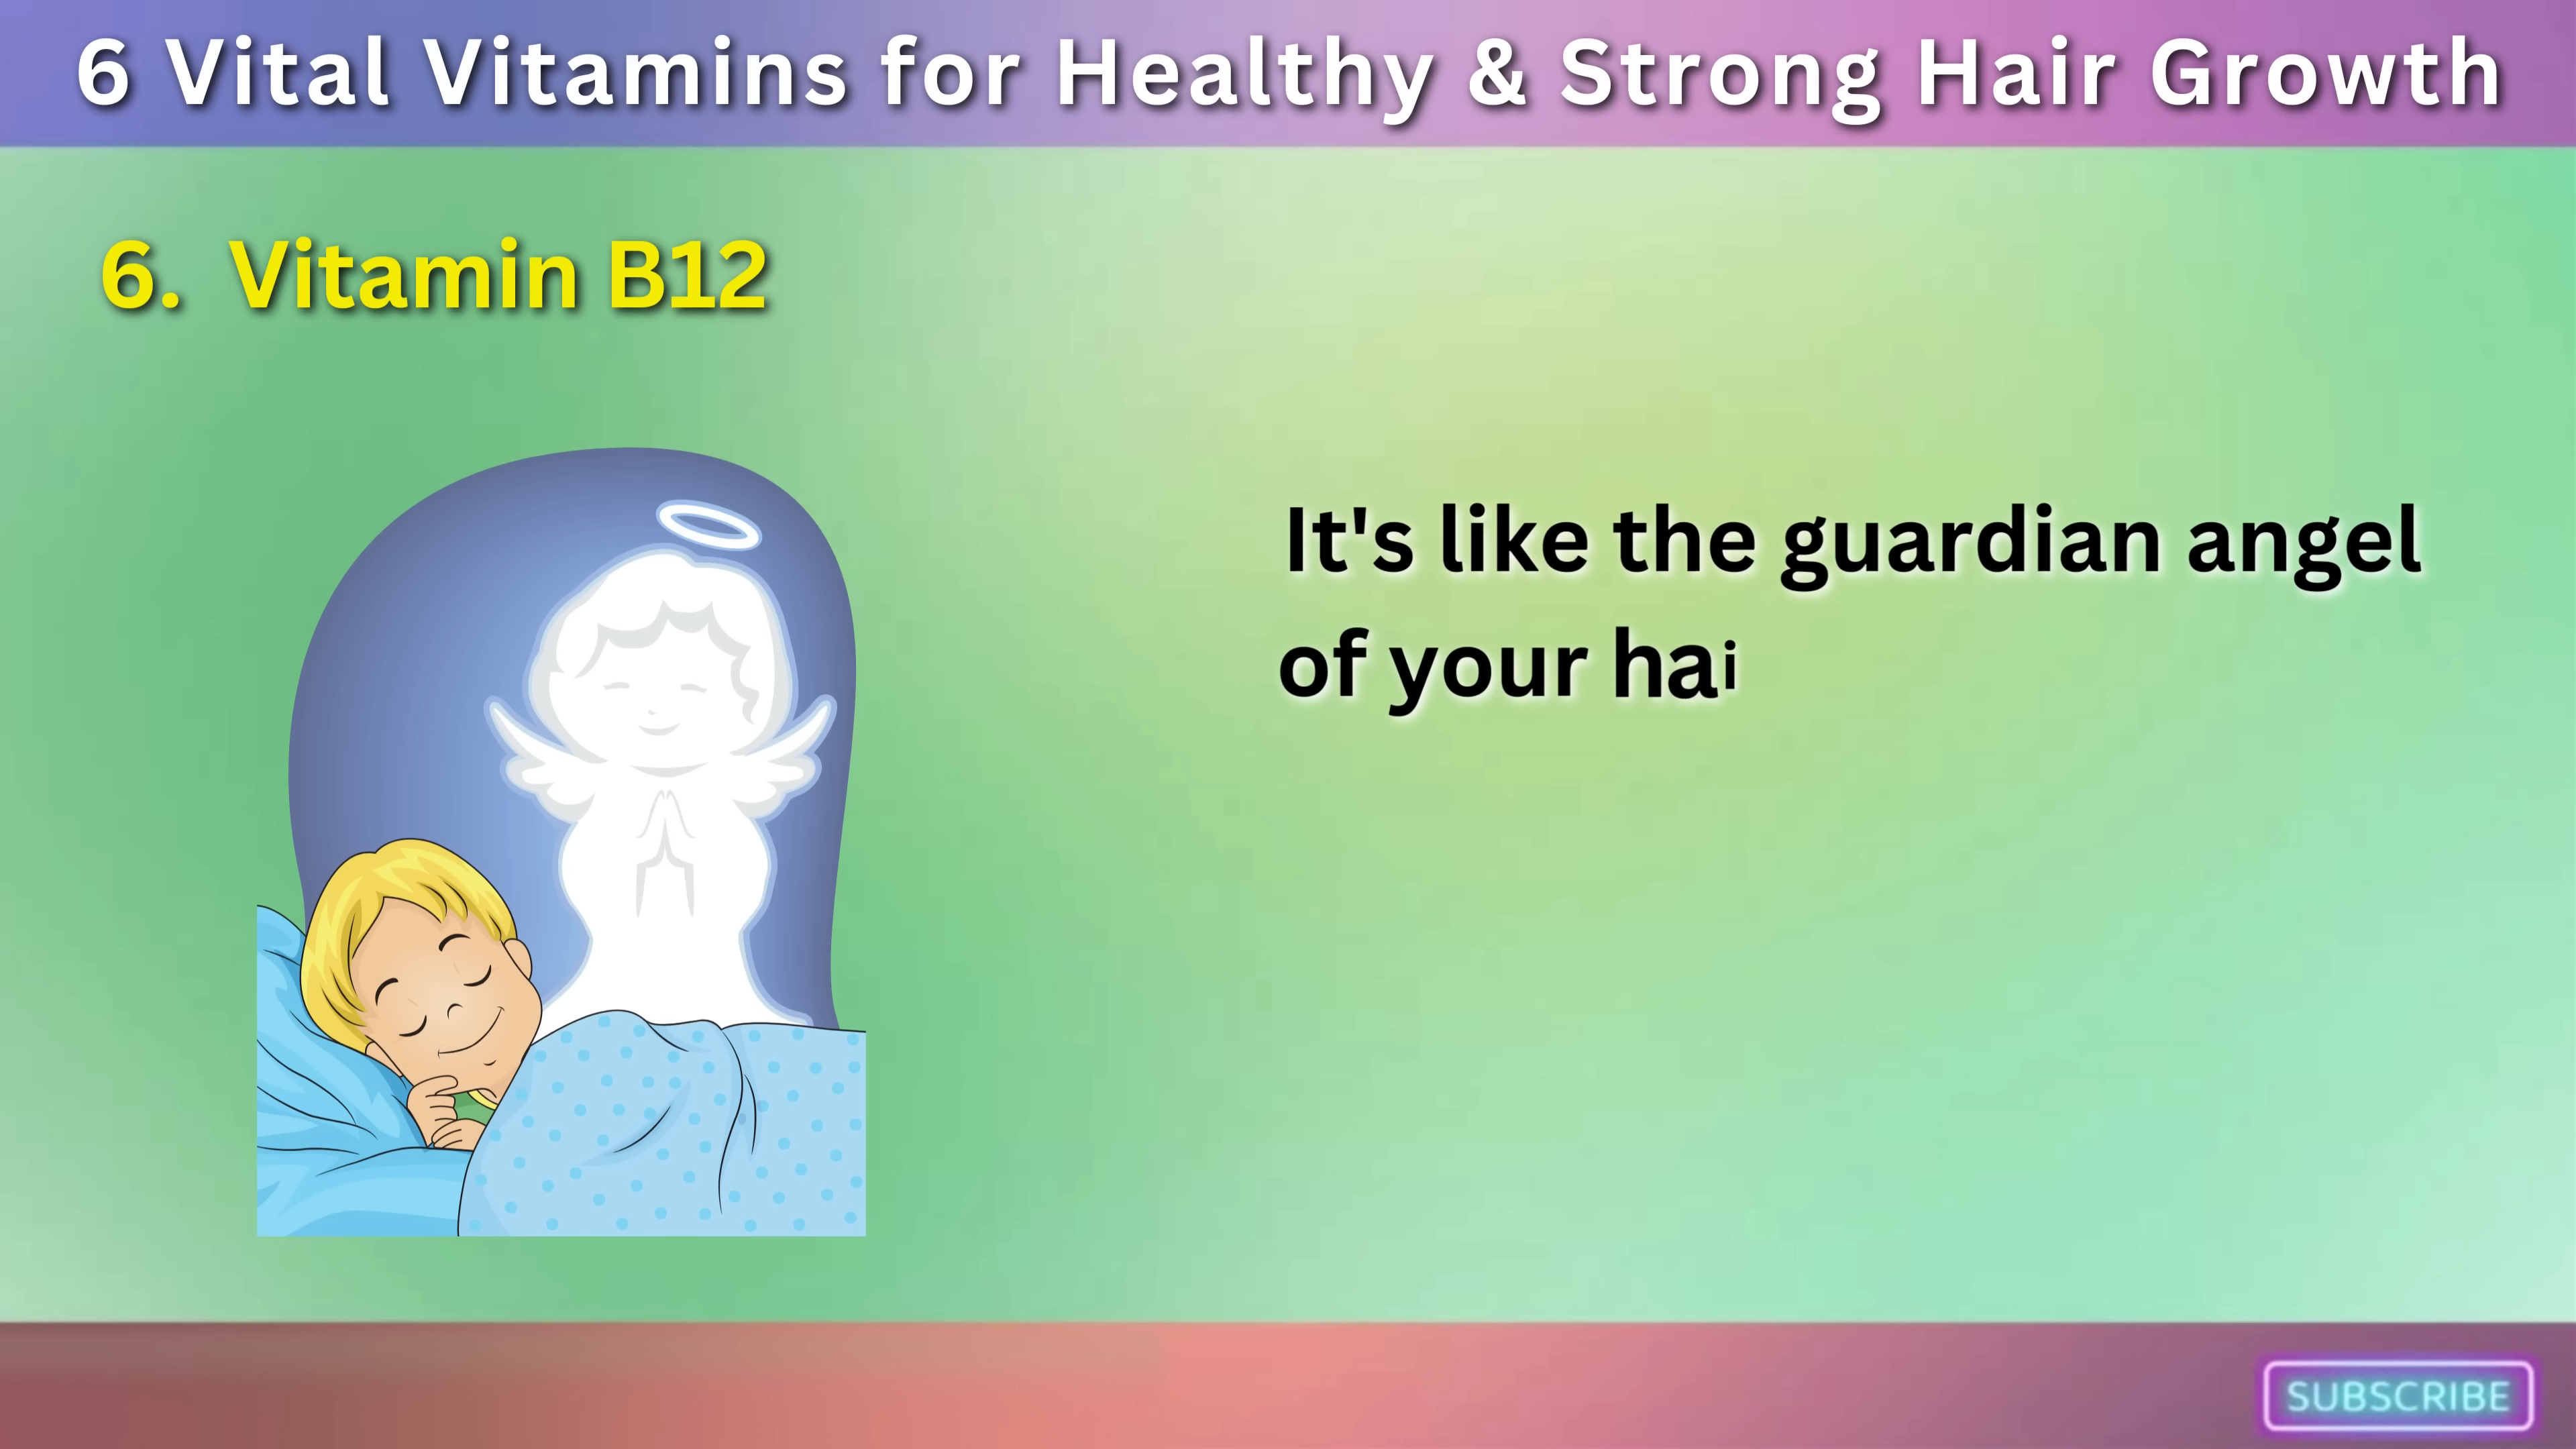 6 Vital Vitamins for Healthy & Strong Hair Growth
6. Vitamin B12
It's like the guardian angel
of your hai
SUBSCRIBE